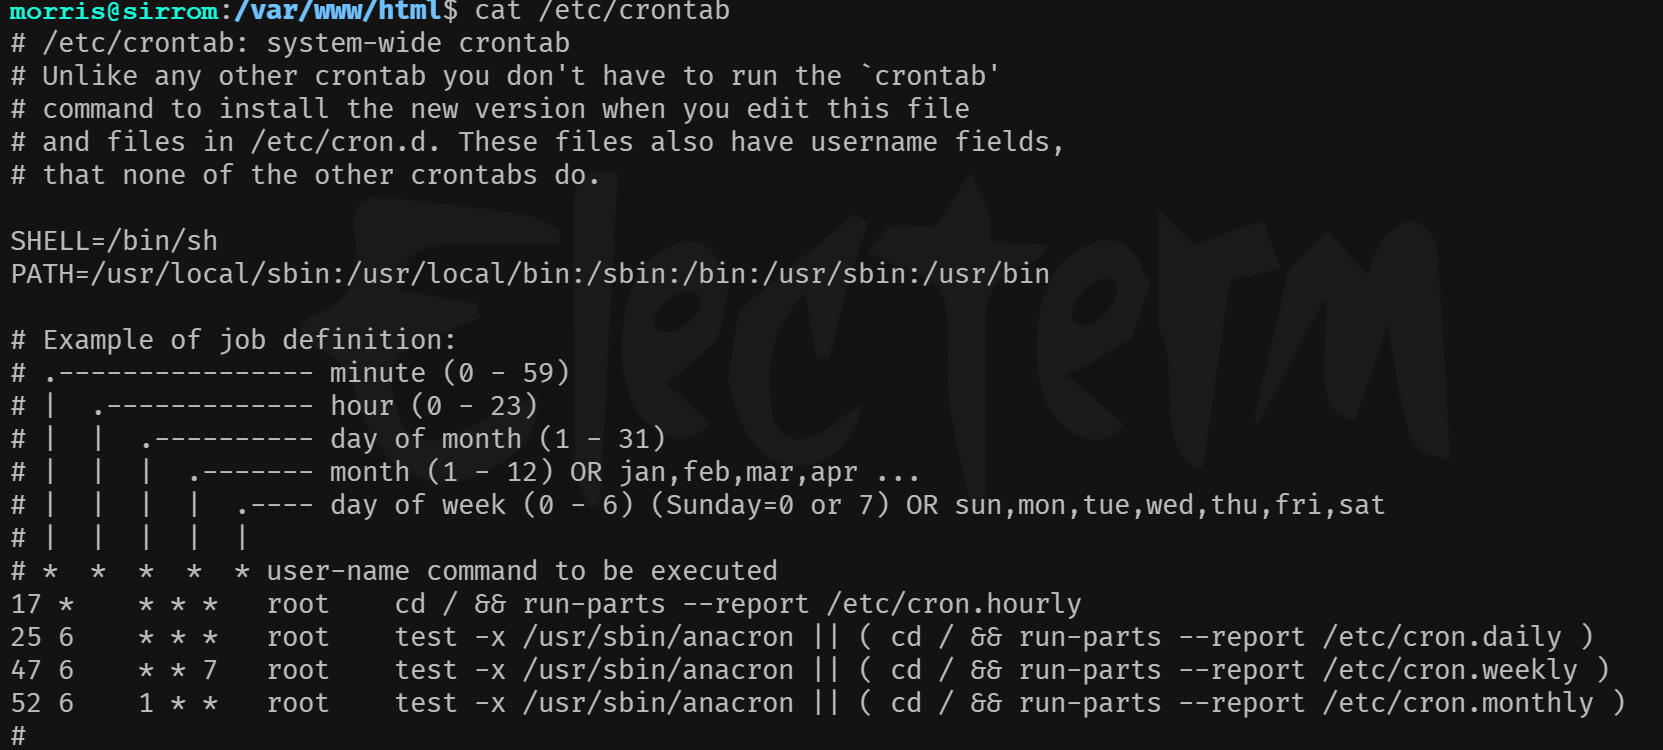 morris@sirrom:/var/www/html$ cat /etc/crontab
# /etc/crontab: system-wide crontab
# Unlike any other crontab you don't have to run the `crontab'
# command to install the new version when you edit this file
# and files in /etc/cron.d. These files also have username fields,
# that none of the other crontabs do.

SHELL=/bin/sh
PATH=/usr/local/sbin:/usr/local/bin:/sbin:/bin:/usr/sbin:/usr/bin

# Example of job definition:
# .---------------- minute (0 - 59)
# |  .------------- hour (0 - 23)
# |  |  .---------- day of month (1 - 31)
# |  |  |  .------- month (1 - 12) OR jan,feb,mar,apr ...
# |  |  |  |  .---- day of week (0 - 6) (Sunday=0 or 7) OR sun,mon,tue,wed,thu,fri,sat
# |  |  |  |  |
# *  *  *  *  * user-name command to be executed
17 *    * * *   root    cd / && run-parts --report /etc/cron.hourly
25 6    * * *   root    test -x /usr/sbin/anacron || ( cd / && run-parts --report /etc/cron.daily )
47 6    * * 7   root    test -x /usr/sbin/anacron || ( cd / && run-parts --report /etc/cron.weekly )
52 6    1 * *   root    test -x /usr/sbin/anacron || ( cd / && run-parts --report /etc/cron.monthly )
#
Electerm